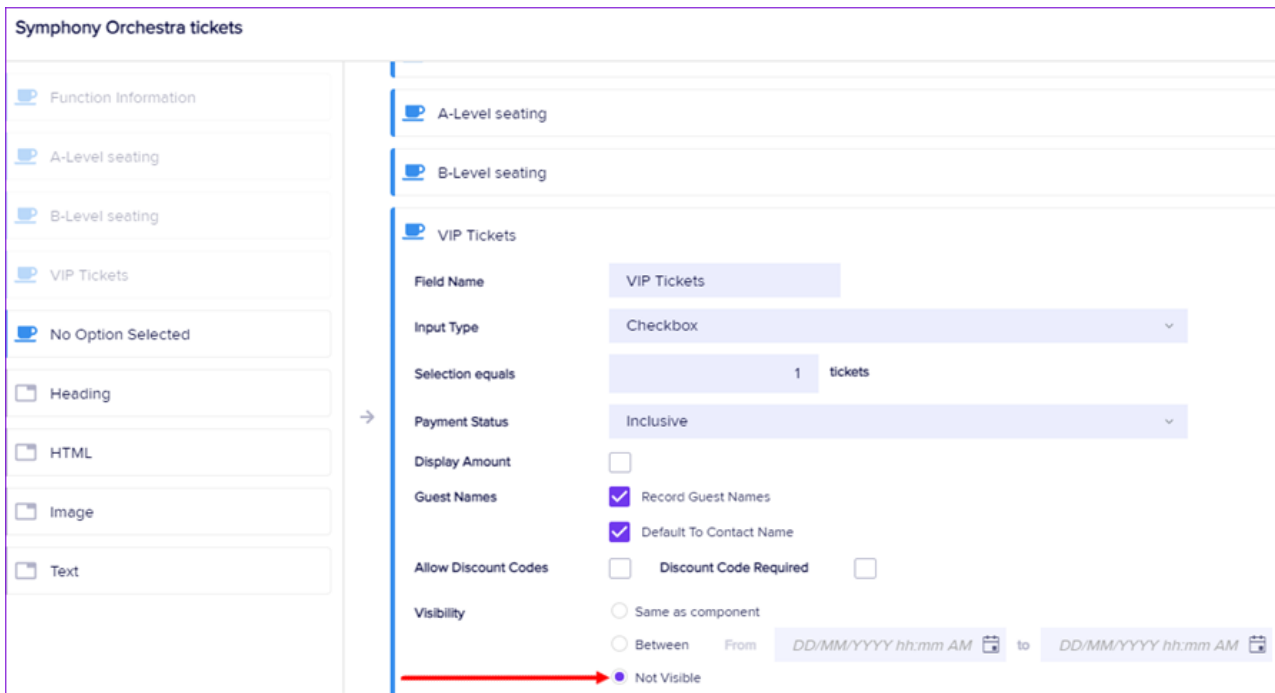 Symphony Orchestra tickets
Function Information
A-Level seating
B-Level seating
VIP Tickets
No Option Selected
Heading
HTML
Image
Text
A-Level seating
B-Level seating
VIP Tickets
Field Name VIP Tickets
Input Type Checkbox
Selection equals 1 tickets
Payment Status Inclusive
Display Amount
Guest Names Record Guest Names
Default To Contact Name
Allow Discount Codes Discount Code Required
Visibility Same as component
Between From DD/MM/YYYY hh:mm AM to DD/MM/YYYY hh:mm AM
Not Visible